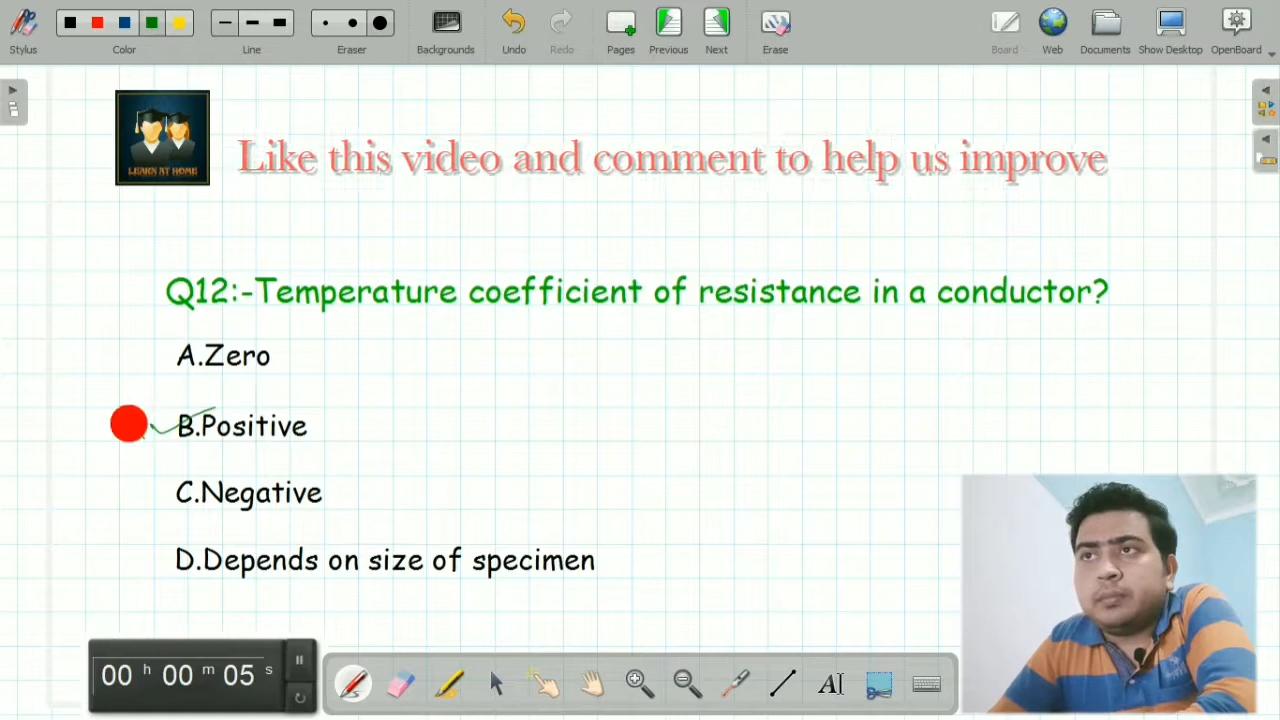 Stylus Color Line Eraser Backgrounds Undo Redo Pages Previous Next Erase Board Web Documents Show Desktop OpenBoard
LEARN AT HOME
Like this video and comment to help us improve
Q12:-Temperature coefficient of resistance in a conductor?
A.Zero
B.Positive
C.Negative
D.Depends on size of specimen
00 h 00 m 05 s
AI